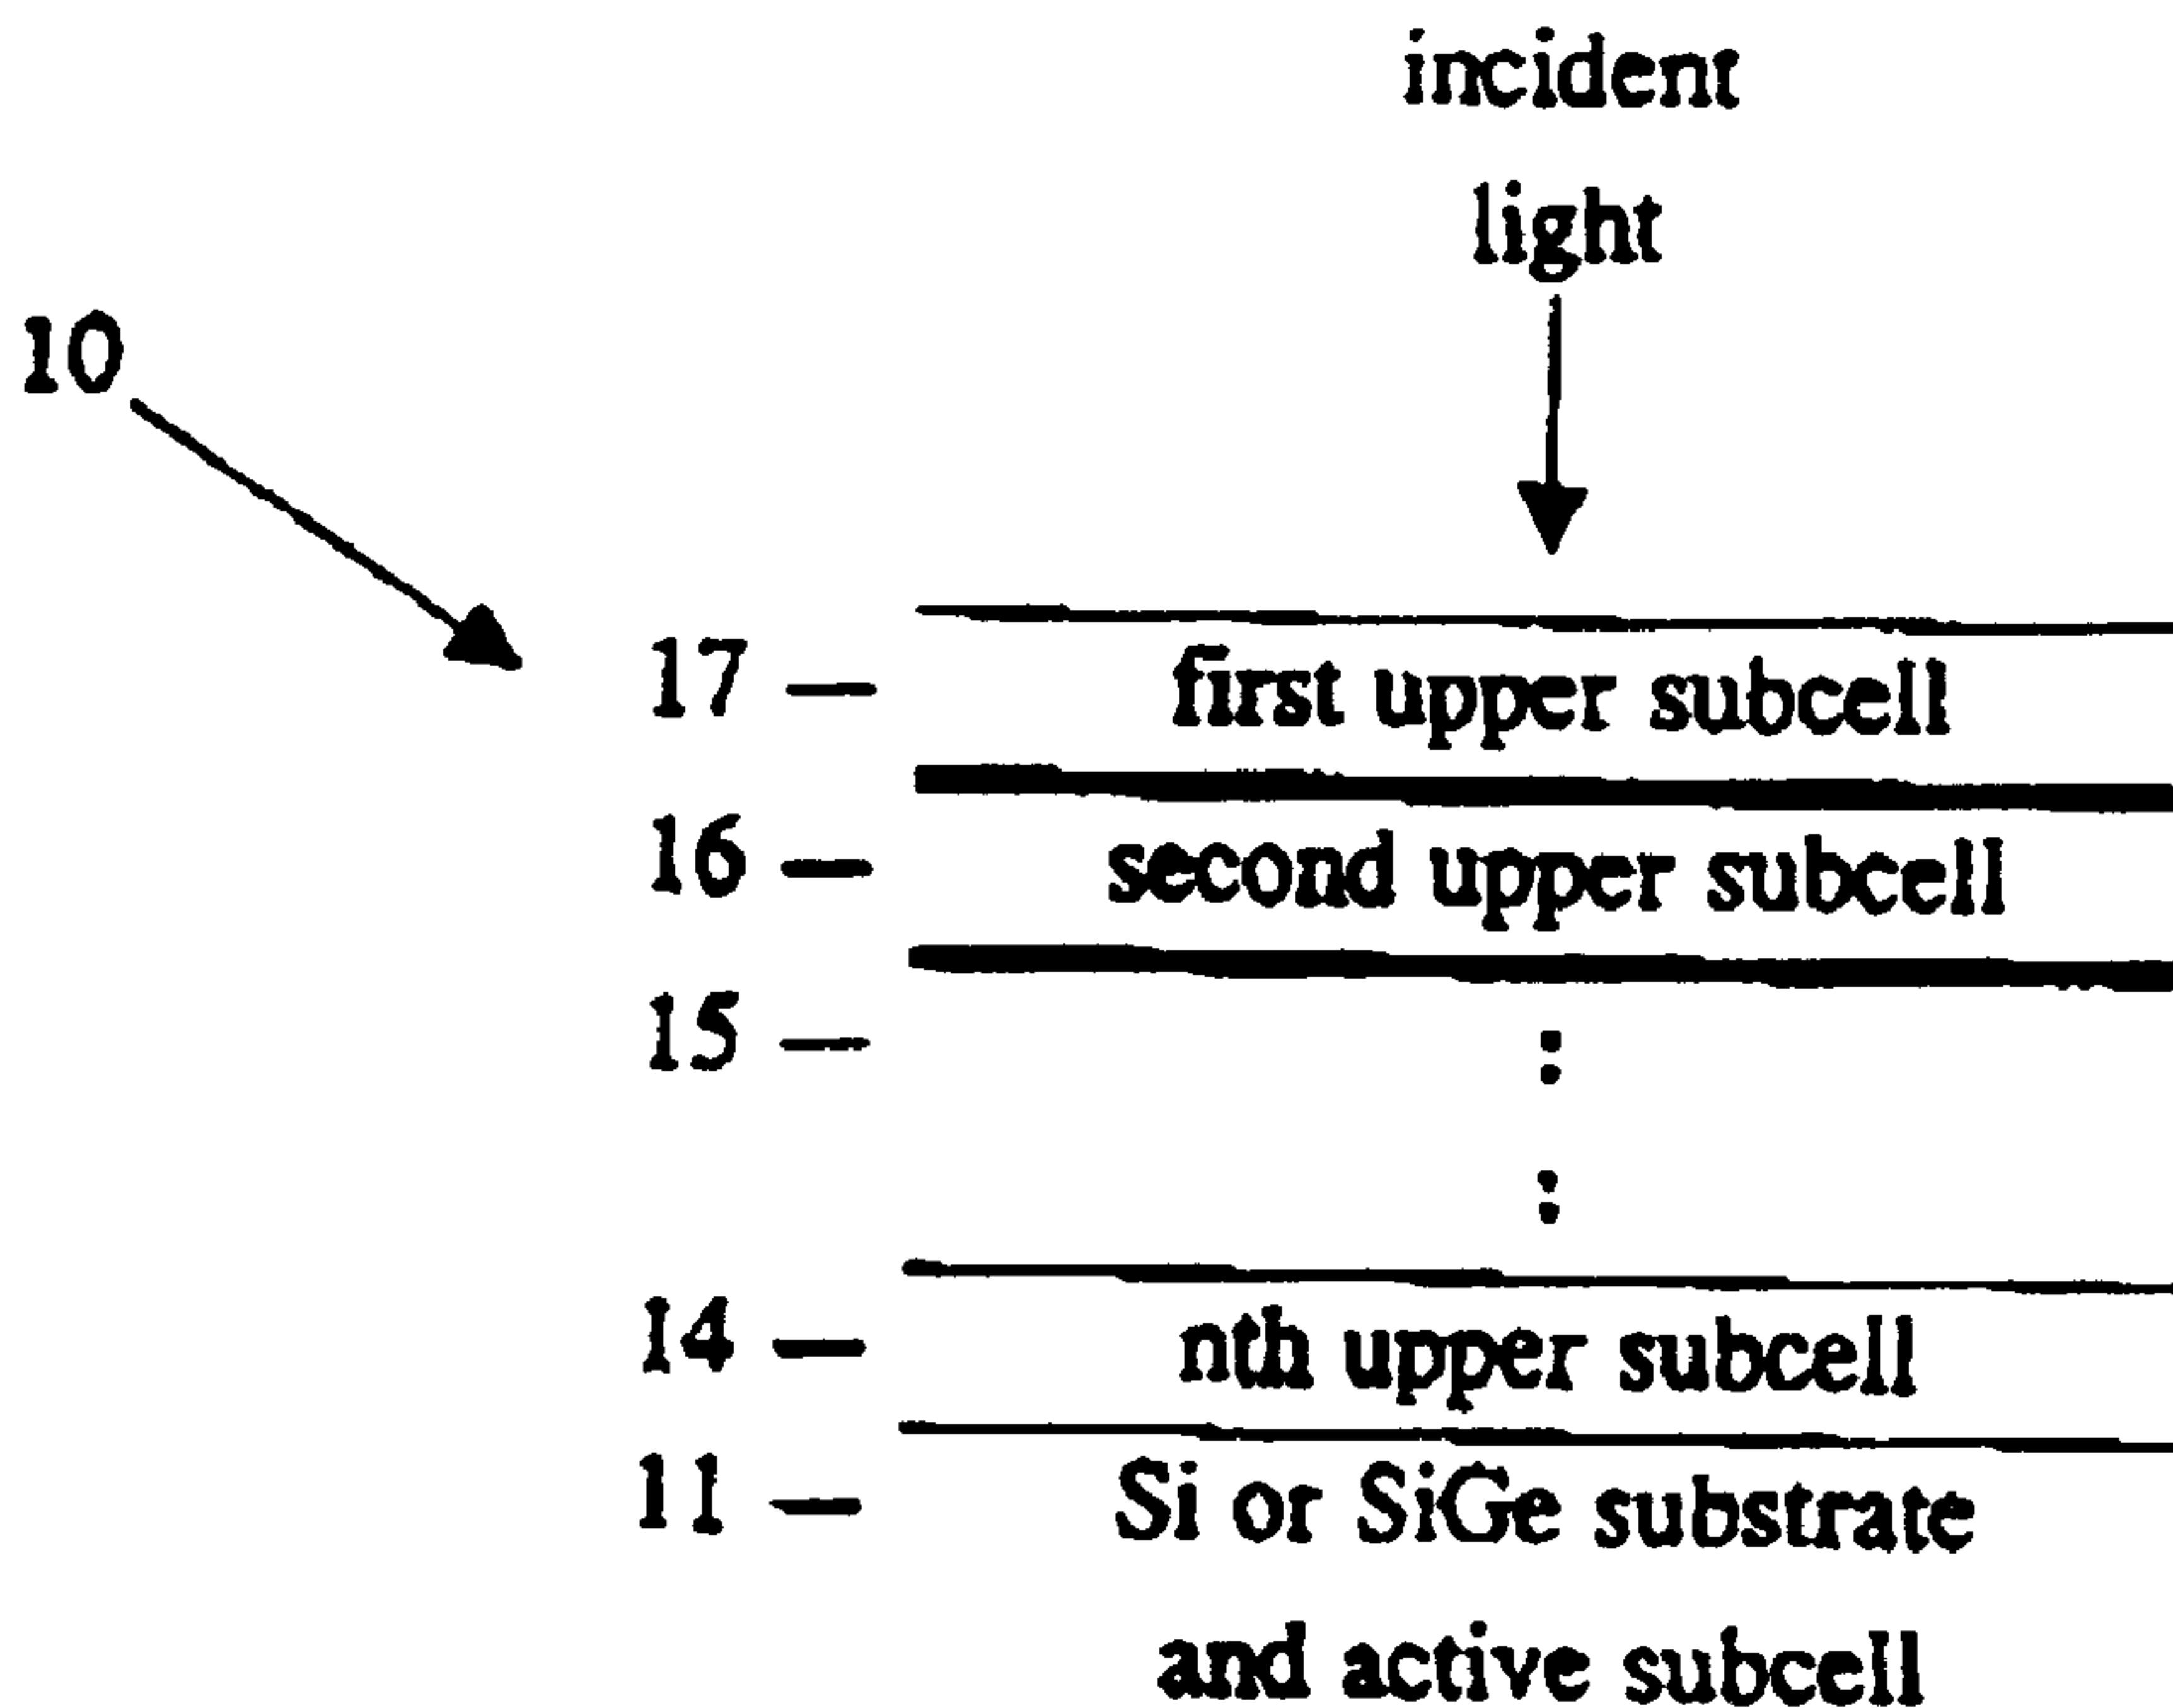 incident
light
10
17 — first upper subcell
16 — second upper subcell
15 —
14 — nth upper subcell
11 — Si or SiGe substrate
and active subcell